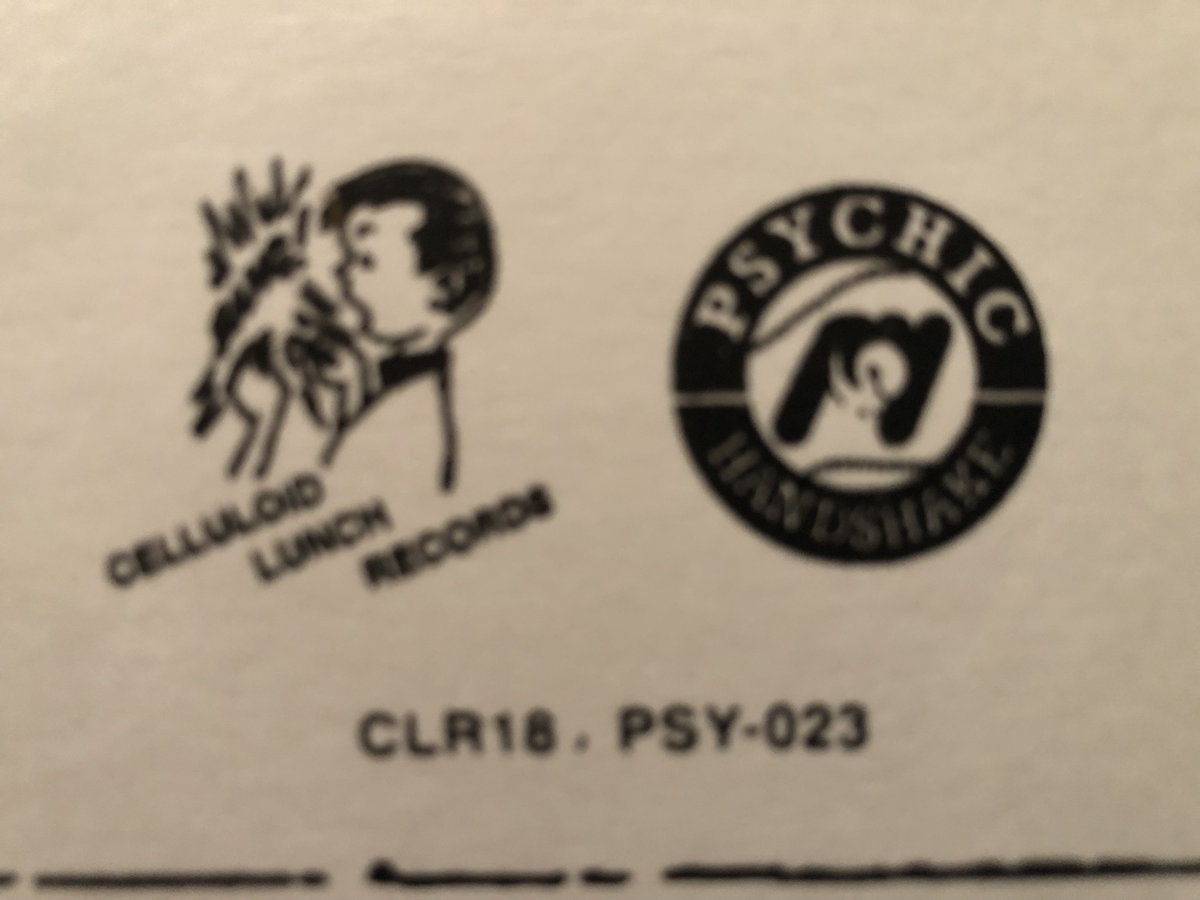 CELLULOID
LUNCH
RECORDS
PSYCHIC
HANDSHAKE
CLR18 . PSY-023